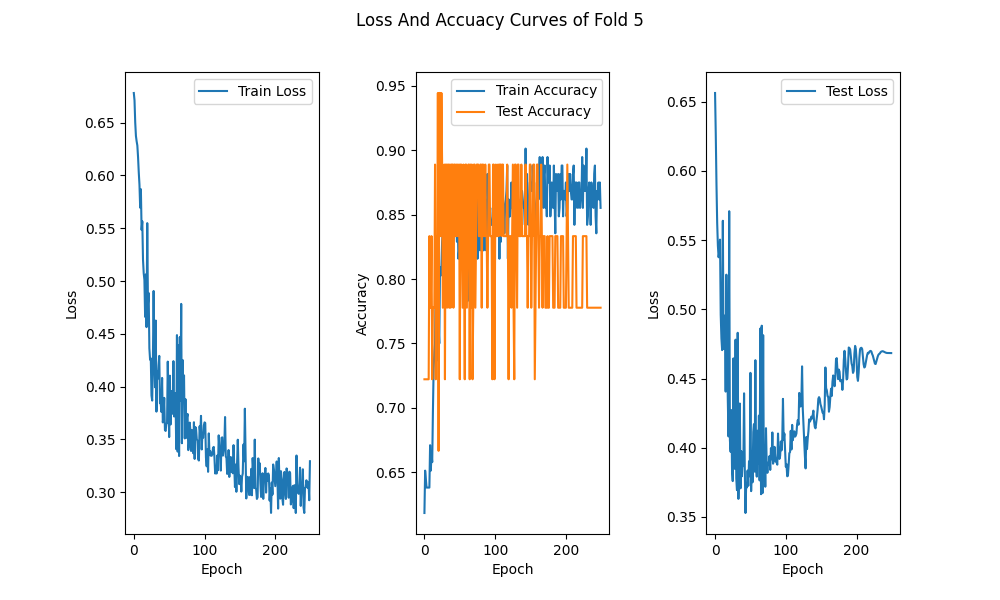 Loss And Accuacy Curves of Fold 5
Train Loss
0.65
0.60
0.55
0.50
0.45
0.40
0.35
0.30
Loss
0
100
200
Epoch
Train Accuracy
Test Accuracy
0.95
0.90
0.85
0.80
0.75
0.70
0.65
Accuracy
0
100
200
Epoch
Test Loss
0.65
0.60
0.55
0.50
0.45
0.40
0.35
Loss
0
100
200
Epoch